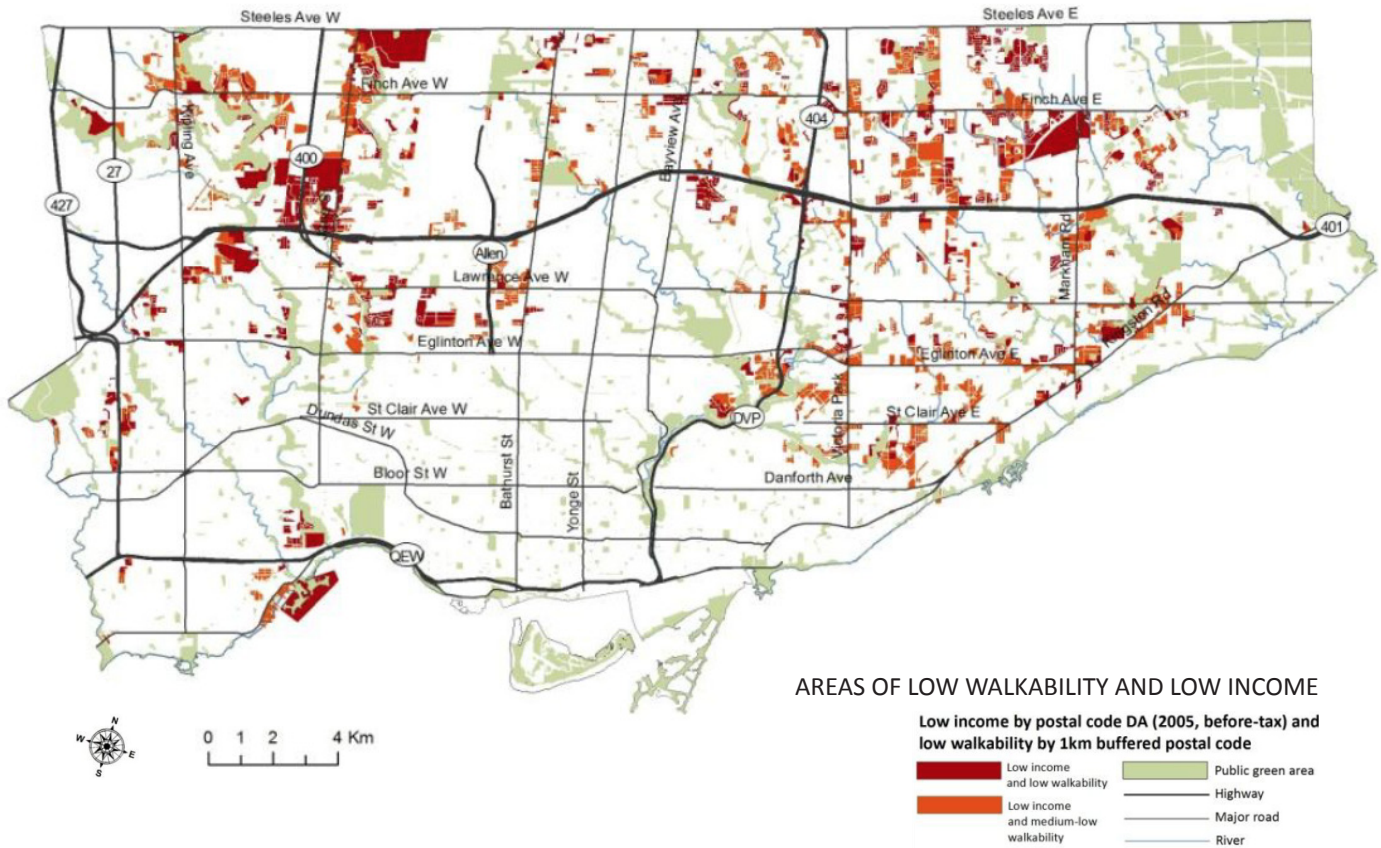 Steeles Ave W
Steeles Ave E
Finch Ave W
Finch Ave E
Kipling Ave
Bayview Ave
404
400
27
427
401
Allen
Markham Rd
Lawrence Ave W
Kingston Rd
Eglinton Ave W
Eglinton Ave E
St Clair Ave W
Dundas St W
DVP
Victoria Park
St Clair Ave E
Bathurst St
Yonge St
Bloor St W
Danforth Ave
QEW
AREAS OF LOW WALKABILITY AND LOW INCOME
Low income by postal code DA (2005, before-tax) and
low walkability by 1km buffered postal code
Low income
and low walkability
Low income
and medium-low
walkability
Public green area
Highway
Major road
River
N
W
E
S
0 1 2 4 Km